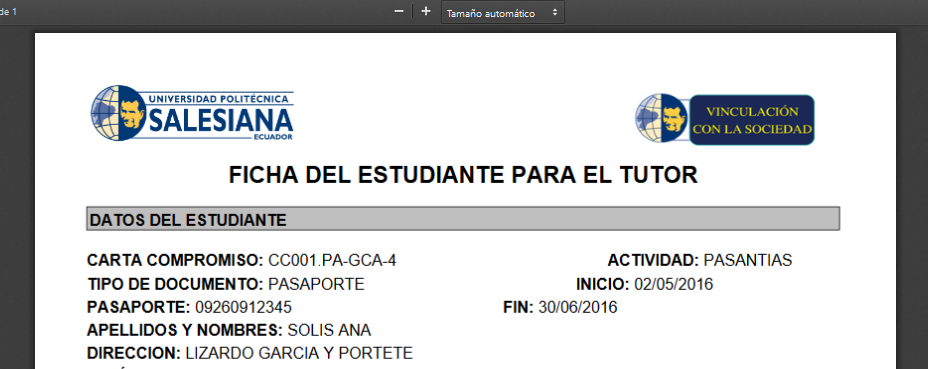 de 1
Tamaño automático
UNIVERSIDAD POLITÉCNICA
SALESIANA
ECUADOR
VINCULACIÓN
CON LA SOCIEDAD
FICHA DEL ESTUDIANTE PARA EL TUTOR
DATOS DEL ESTUDIANTE
CARTA COMPROMISO: CC001.PA-GCA-4 ACTIVIDAD: PASANTIAS
TIPO DE DOCUMENTO: PASAPORTE INICIO: 02/05/2016
PASAPORTE: 09260912345 FIN: 30/06/2016
APELLIDOS Y NOMBRES: SOLIS ANA
DIRECCION: LIZARDO GARCIA Y PORTETE